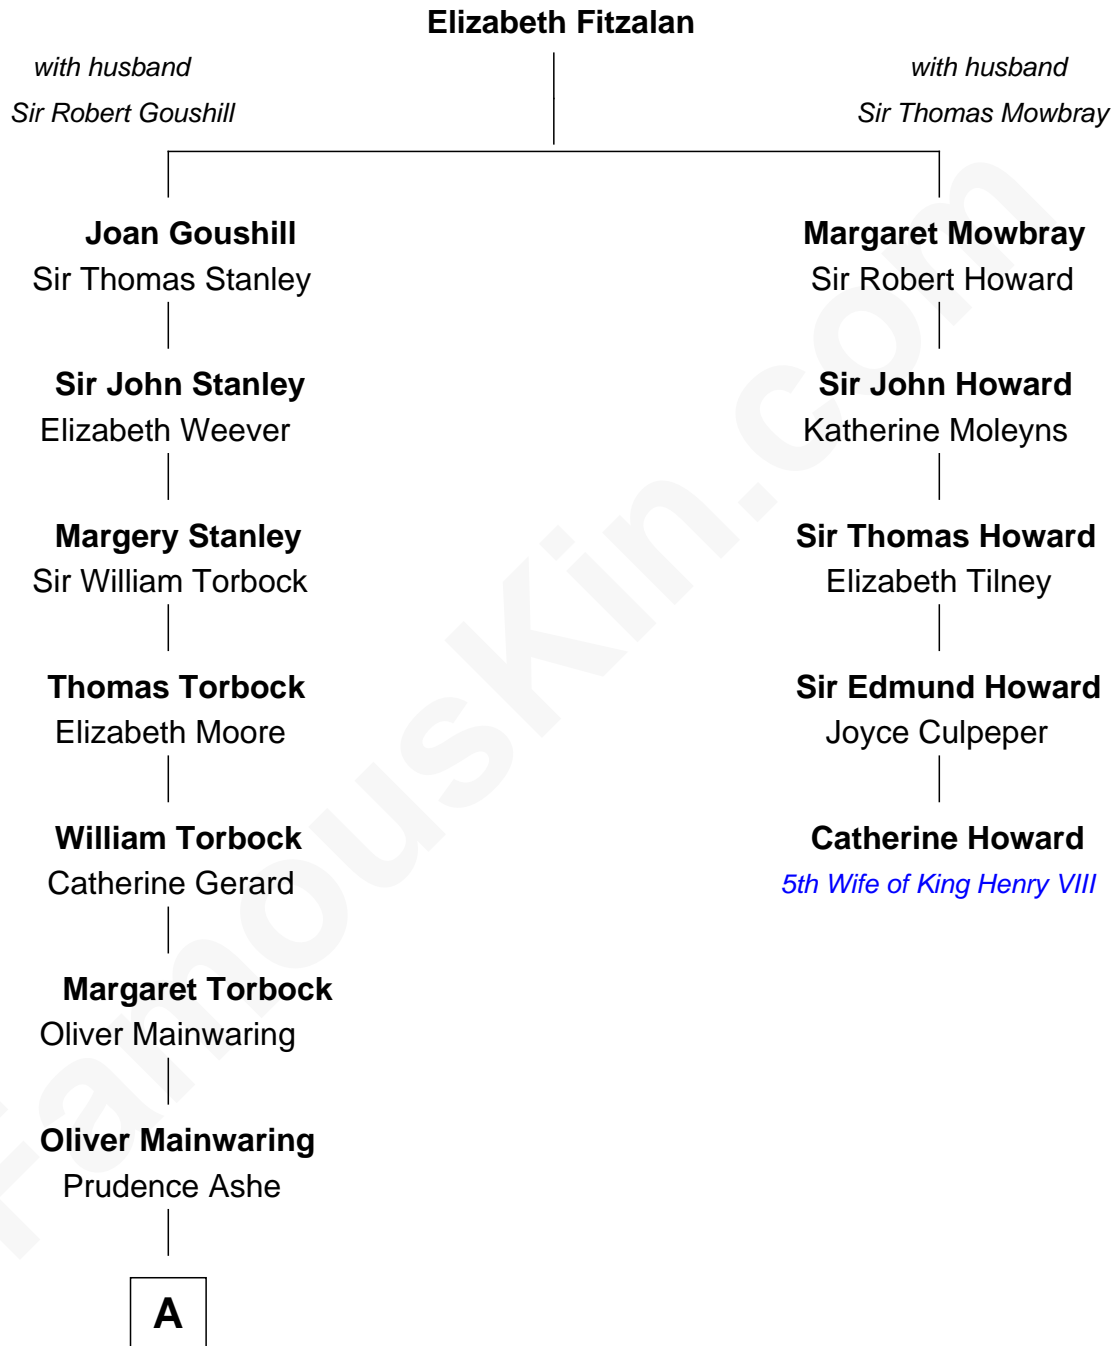 Elizabeth Fitzalan
with husband
Sir Robert Goushill
with husband
Sir Thomas Mowbray
Joan Goushill
Sir Thomas Stanley
Margaret Mowbray
Sir Robert Howard
Sir John Stanley
Elizabeth Weever
Sir John Howard
Katherine Moleyns
Margery Stanley
Sir William Torbock
Sir Thomas Howard
Elizabeth Tilney
Thomas Torbock
Elizabeth Moore
Sir Edmund Howard
Joyce Culpeper
William Torbock
Catherine Gerard
Catherine Howard
5th Wife of King Henry VIII
Margaret Torbock
Oliver Mainwaring
Oliver Mainwaring
Prudence Ashe
A
FamousKin.com